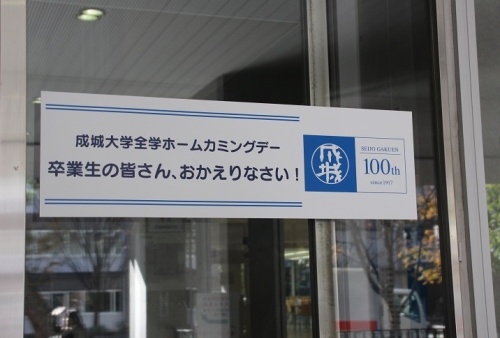 成城大学全学ホームカミングデー
卒業生の皆さん、おかえりなさい！
成城
SEIJO GAKUEN
100th
since 1917